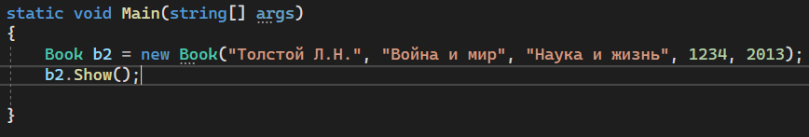 static void Main(string[] args)
{
Book b2 = new Book("Толстой Л.Н.", "Война и мир", "Наука и жизнь", 1234, 2013);
b2.Show();
}